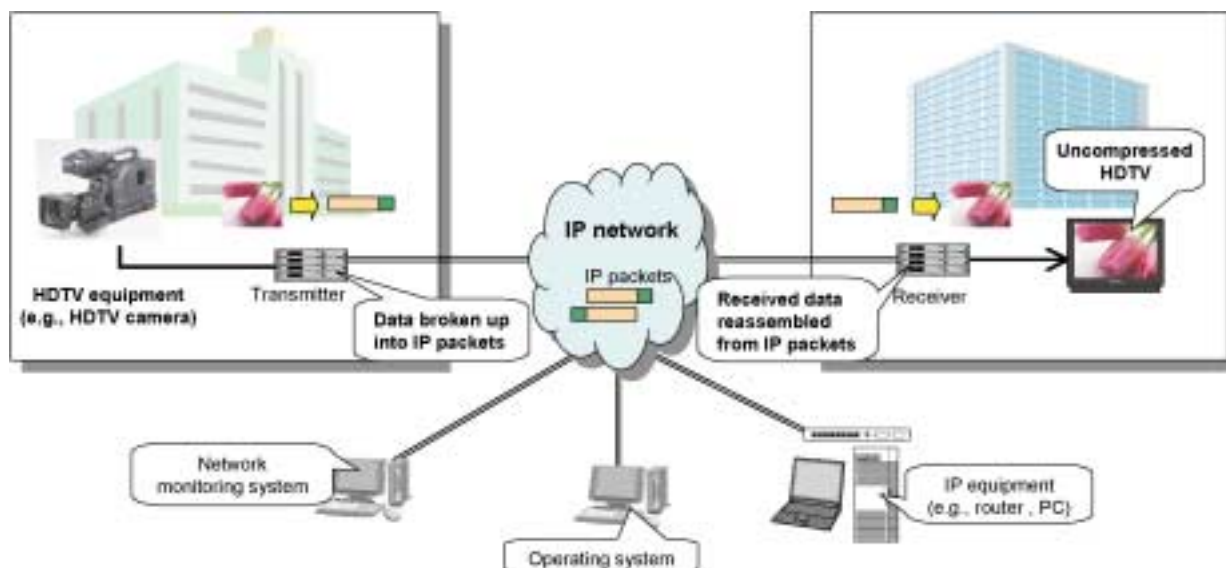 Uncompressed
HDTV
IP network
IP packets
HDTV equipment
(e.g., HDTV camera)
Transmitter
Data broken up
into IP packets
Received data
reassembled
from IP packets
Receiver
Network
monitoring system
Operating system
IP equipment
(e.g., router , PC)